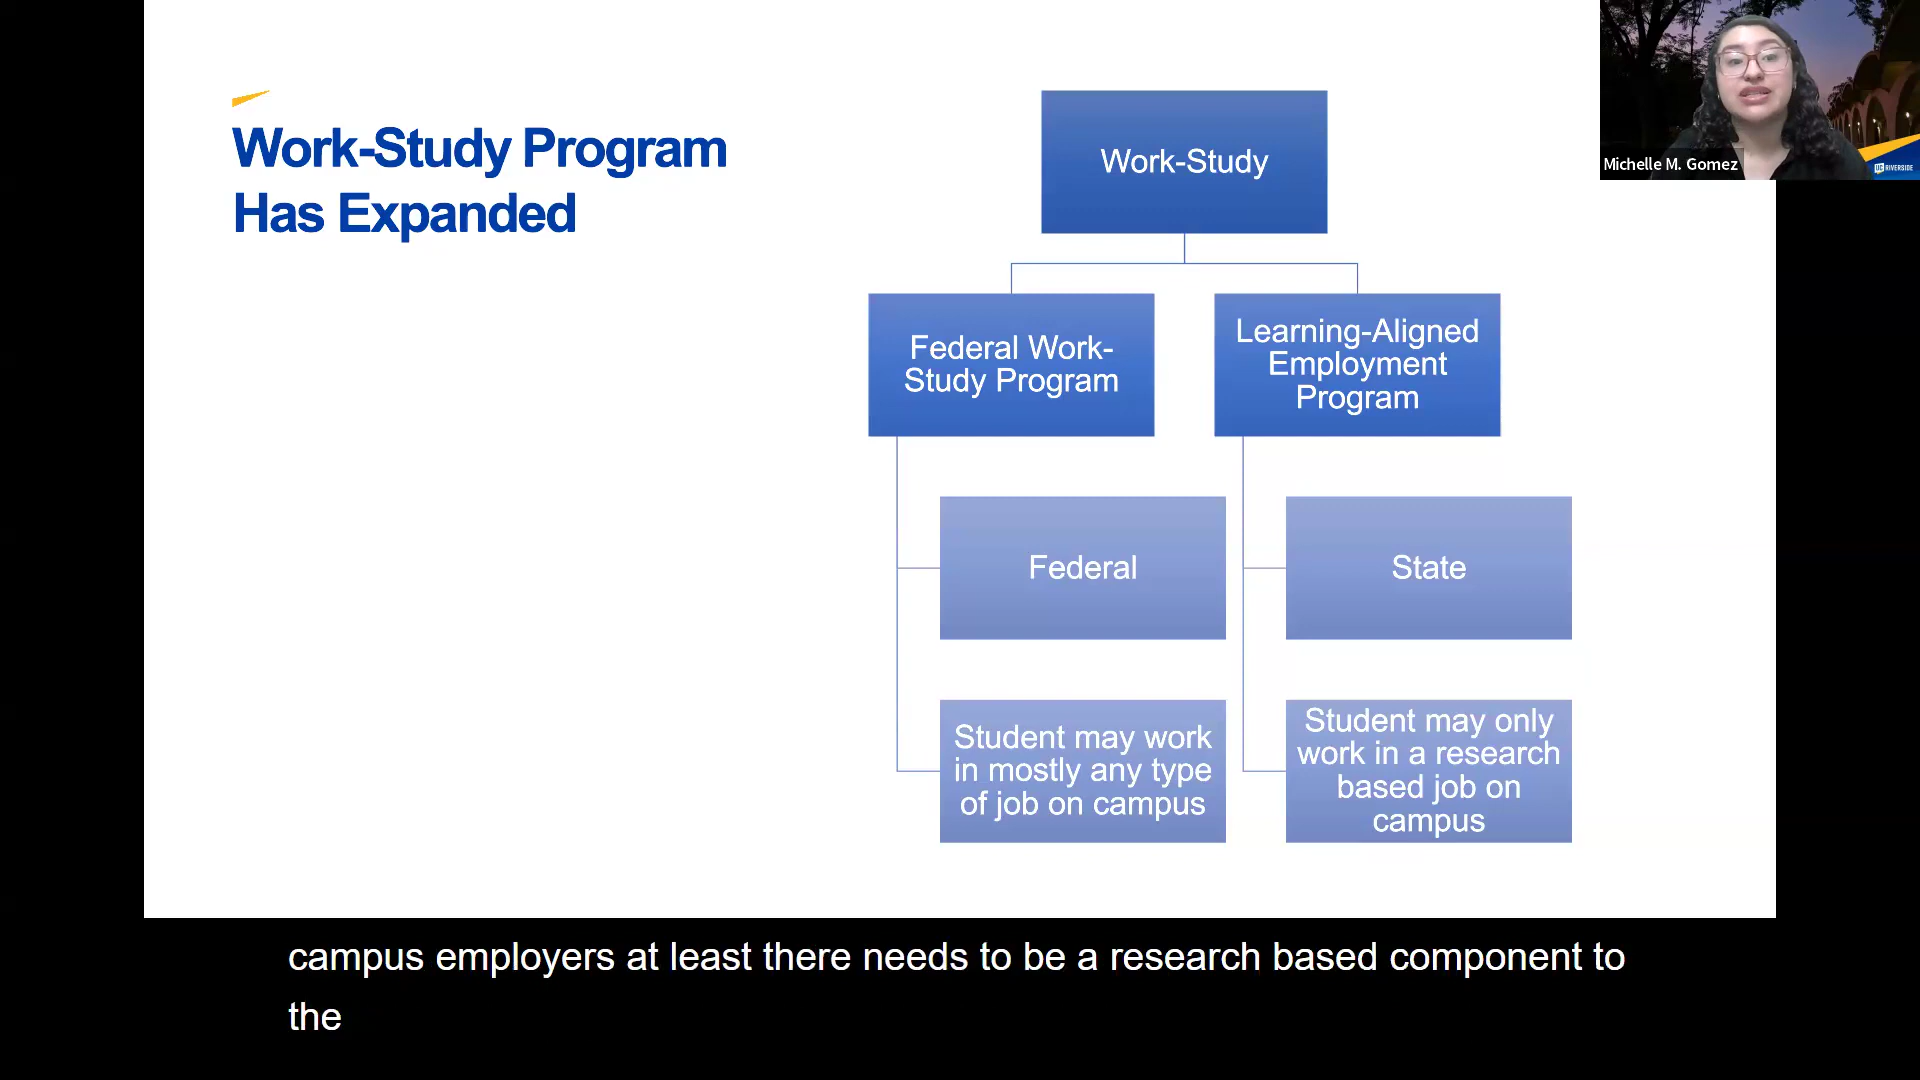 Work-Study Program
Has Expanded
Work-Study
Federal Work-
Study Program
Learning-Aligned
Employment
Program
Federal
State
Student may work
in mostly any type
of job on campus
Student may only
work in a research
based job on
campus
Michelle M. Gomez
UC RIVERSIDE
campus employers at least there needs to be a research based component to
the